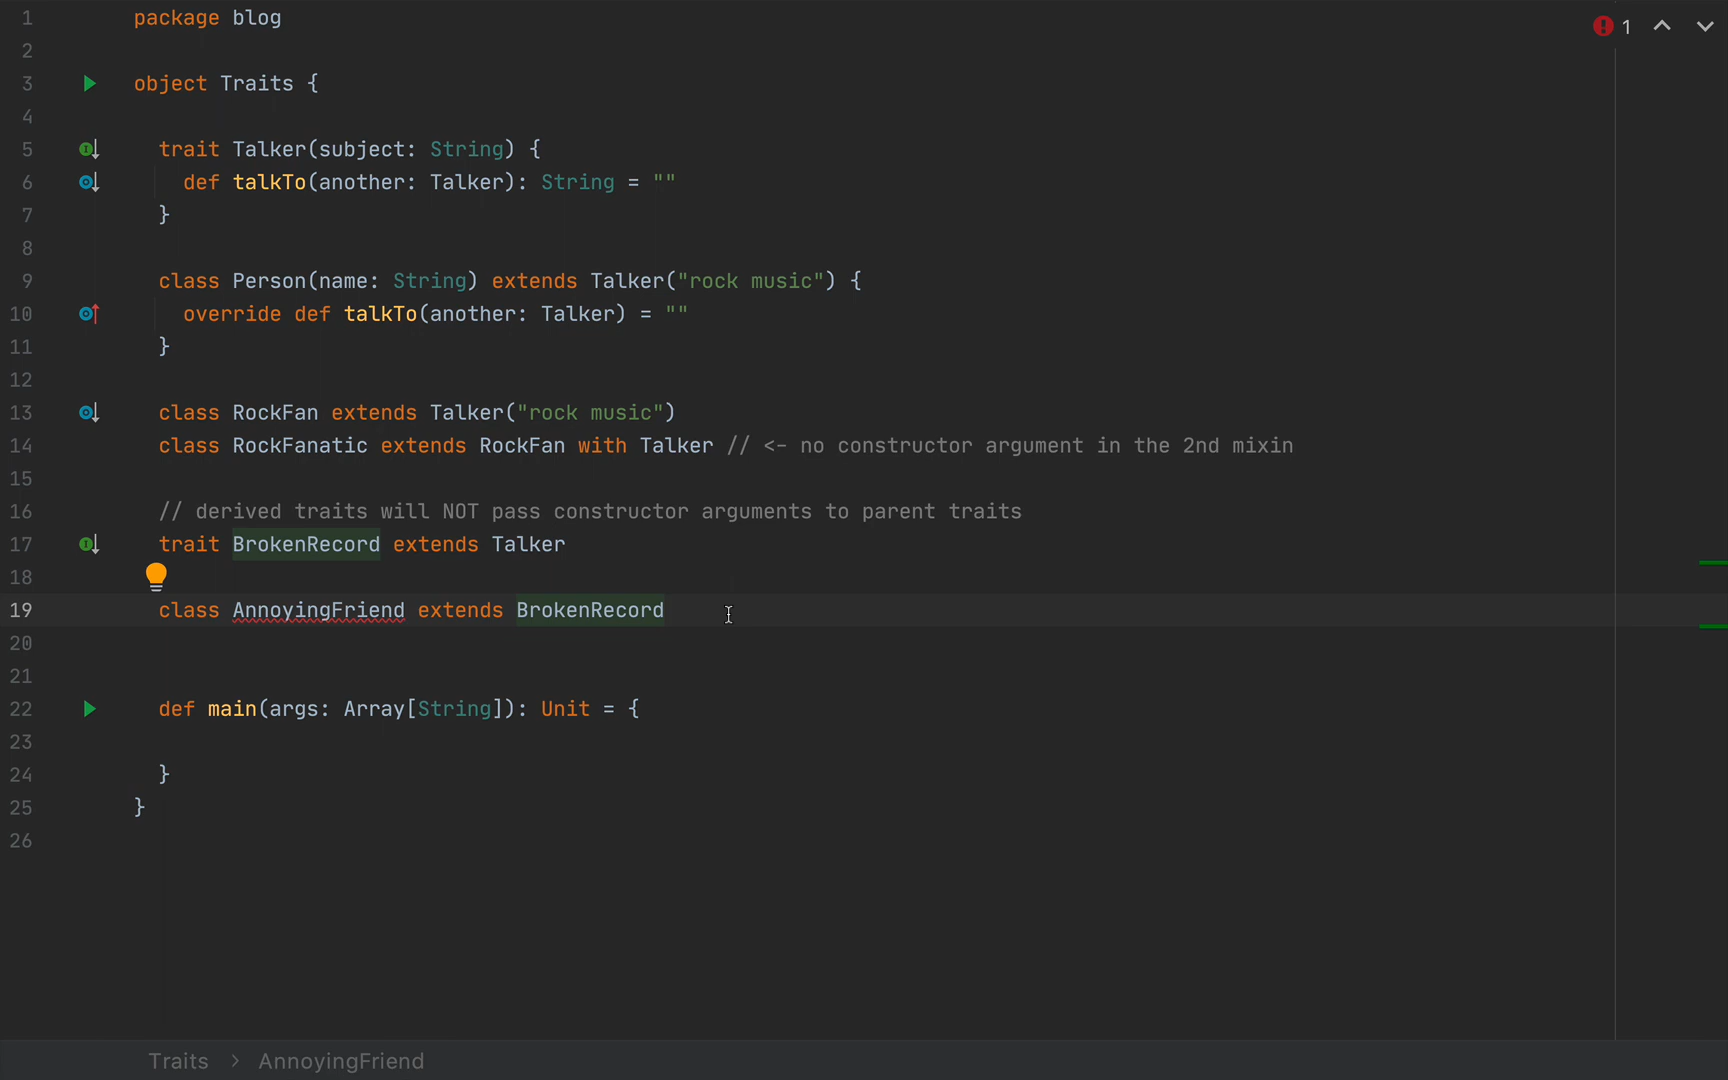 1 package blog
2
3 object Traits {
4
5 trait Talker(subject: String) {
6 def talkTo(another: Talker): String = ""
7 }
8
9 class Person(name: String) extends Talker("rock music") {
10 override def talkTo(another: Talker) = ""
11 }
12
13 class RockFan extends Talker("rock music")
14 class RockFanatic extends RockFan with Talker // <- no constructor argument in the 2nd mixin
15
16 // derived traits will NOT pass constructor arguments to parent traits
17 trait BrokenRecord extends Talker
18
19 class AnnoyingFriend extends BrokenRecord
20
21
22 def main(args: Array[String]): Unit = {
23
24 }
25 }
26
1
Traits > AnnoyingFriend